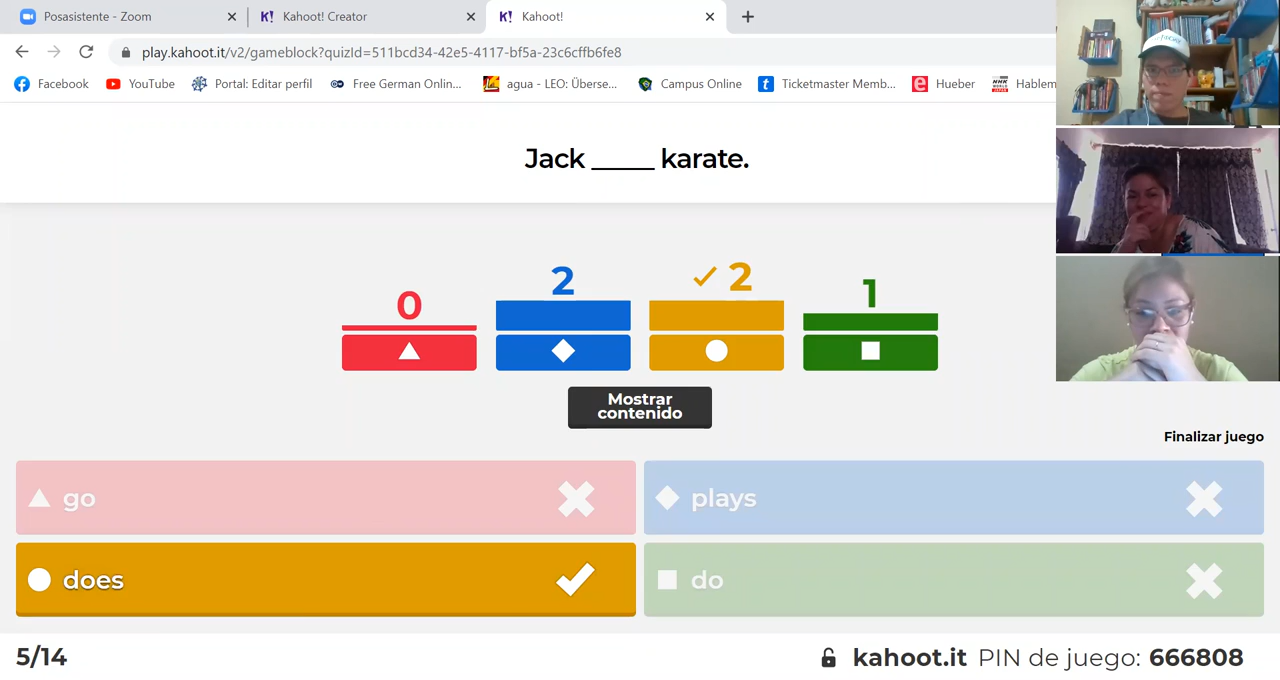 Posasistente - Zoom
K! Kahoot! Creator
K! Kahoot!
play.kahoot.it/v2/gameblock?quizId=511bcd34-42e5-4117-bf5a-23c6cffb6fe8
Facebook
YouTube
Portal: Editar perfil
Free German Onlin...
agua - LEO: Überse...
Campus Online
t Ticketmaster Memb...
e Hueber
Hablem
Jack _____ karate.
0
2
2
1
Mostrar
contenido
Finalizar juego
go
plays
does
do
5/14
kahoot.it PIN de juego: 666808